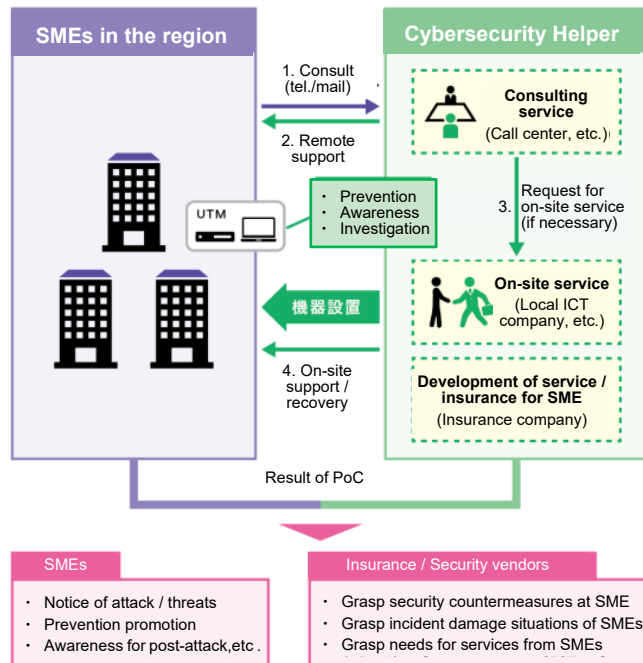 SMEs in the region
Cybersecurity Helper
1. Consult
(tel./mail)
2. Remote
support
Consulting
service
(Call center, etc.)
UTM
・ Prevention
・ Awareness
・ Investigation
Request for
3. on-site service
(if necessary)
機器設置
On-site service
(Local ICT
company, etc.)
4. On-site
support /
recovery
Development of service /
insurance for SME
(Insurance company)
Result of PoC
SMEs
・ Notice of attack / threats
・ Prevention promotion
・ Awareness for post-attack,etc .
Insurance / Security vendors
・ Grasp security countermeasures at SME
・ Grasp incident damage situations of SMEs
・ Grasp needs for services from SMEs